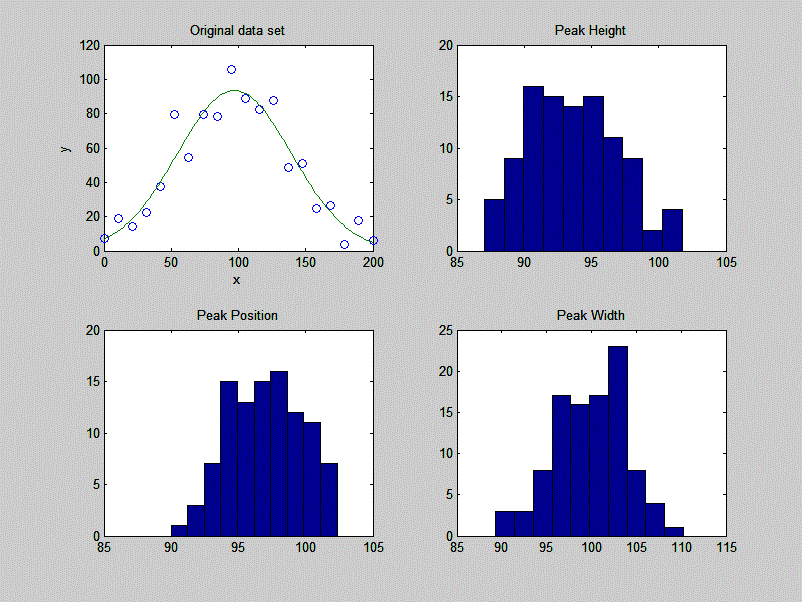 Original data set
120
100
80
60
40
20
0
y
0 50 100 150 200
x
Peak Height
20
15
10
5
0
85 90 95 100 105
Peak Position
20
15
10
5
0
85 90 95 100 105
Peak Width
25
20
15
10
5
0
85 90 95 100 105 110 115